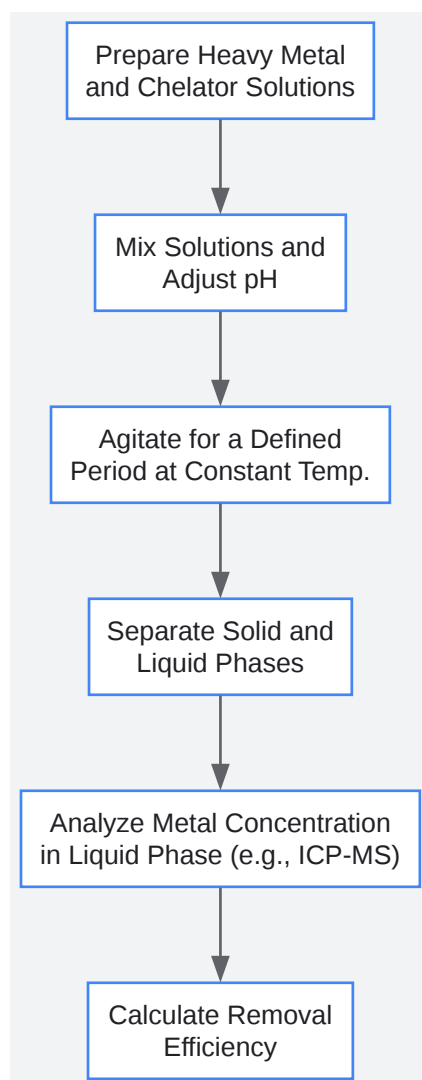 Prepare Heavy Metal
and Chelator Solutions
Mix Solutions and
Adjust pH
Agitate for a Defined
Period at Constant Temp.
Separate Solid and
Liquid Phases
Analyze Metal Concentration
in Liquid Phase (e.g., ICP-MS)
Calculate Removal
Efficiency